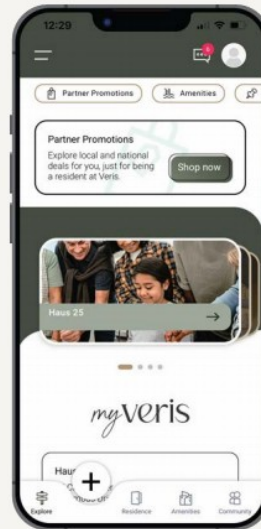 12:29
6
Partner Promotions
Amenities
Partner Promotions
Explore local and national
deals for you, just for being
a resident at Veris.
Shop now
Haus 25
myveris
Explore
Residence
Amenities
Community